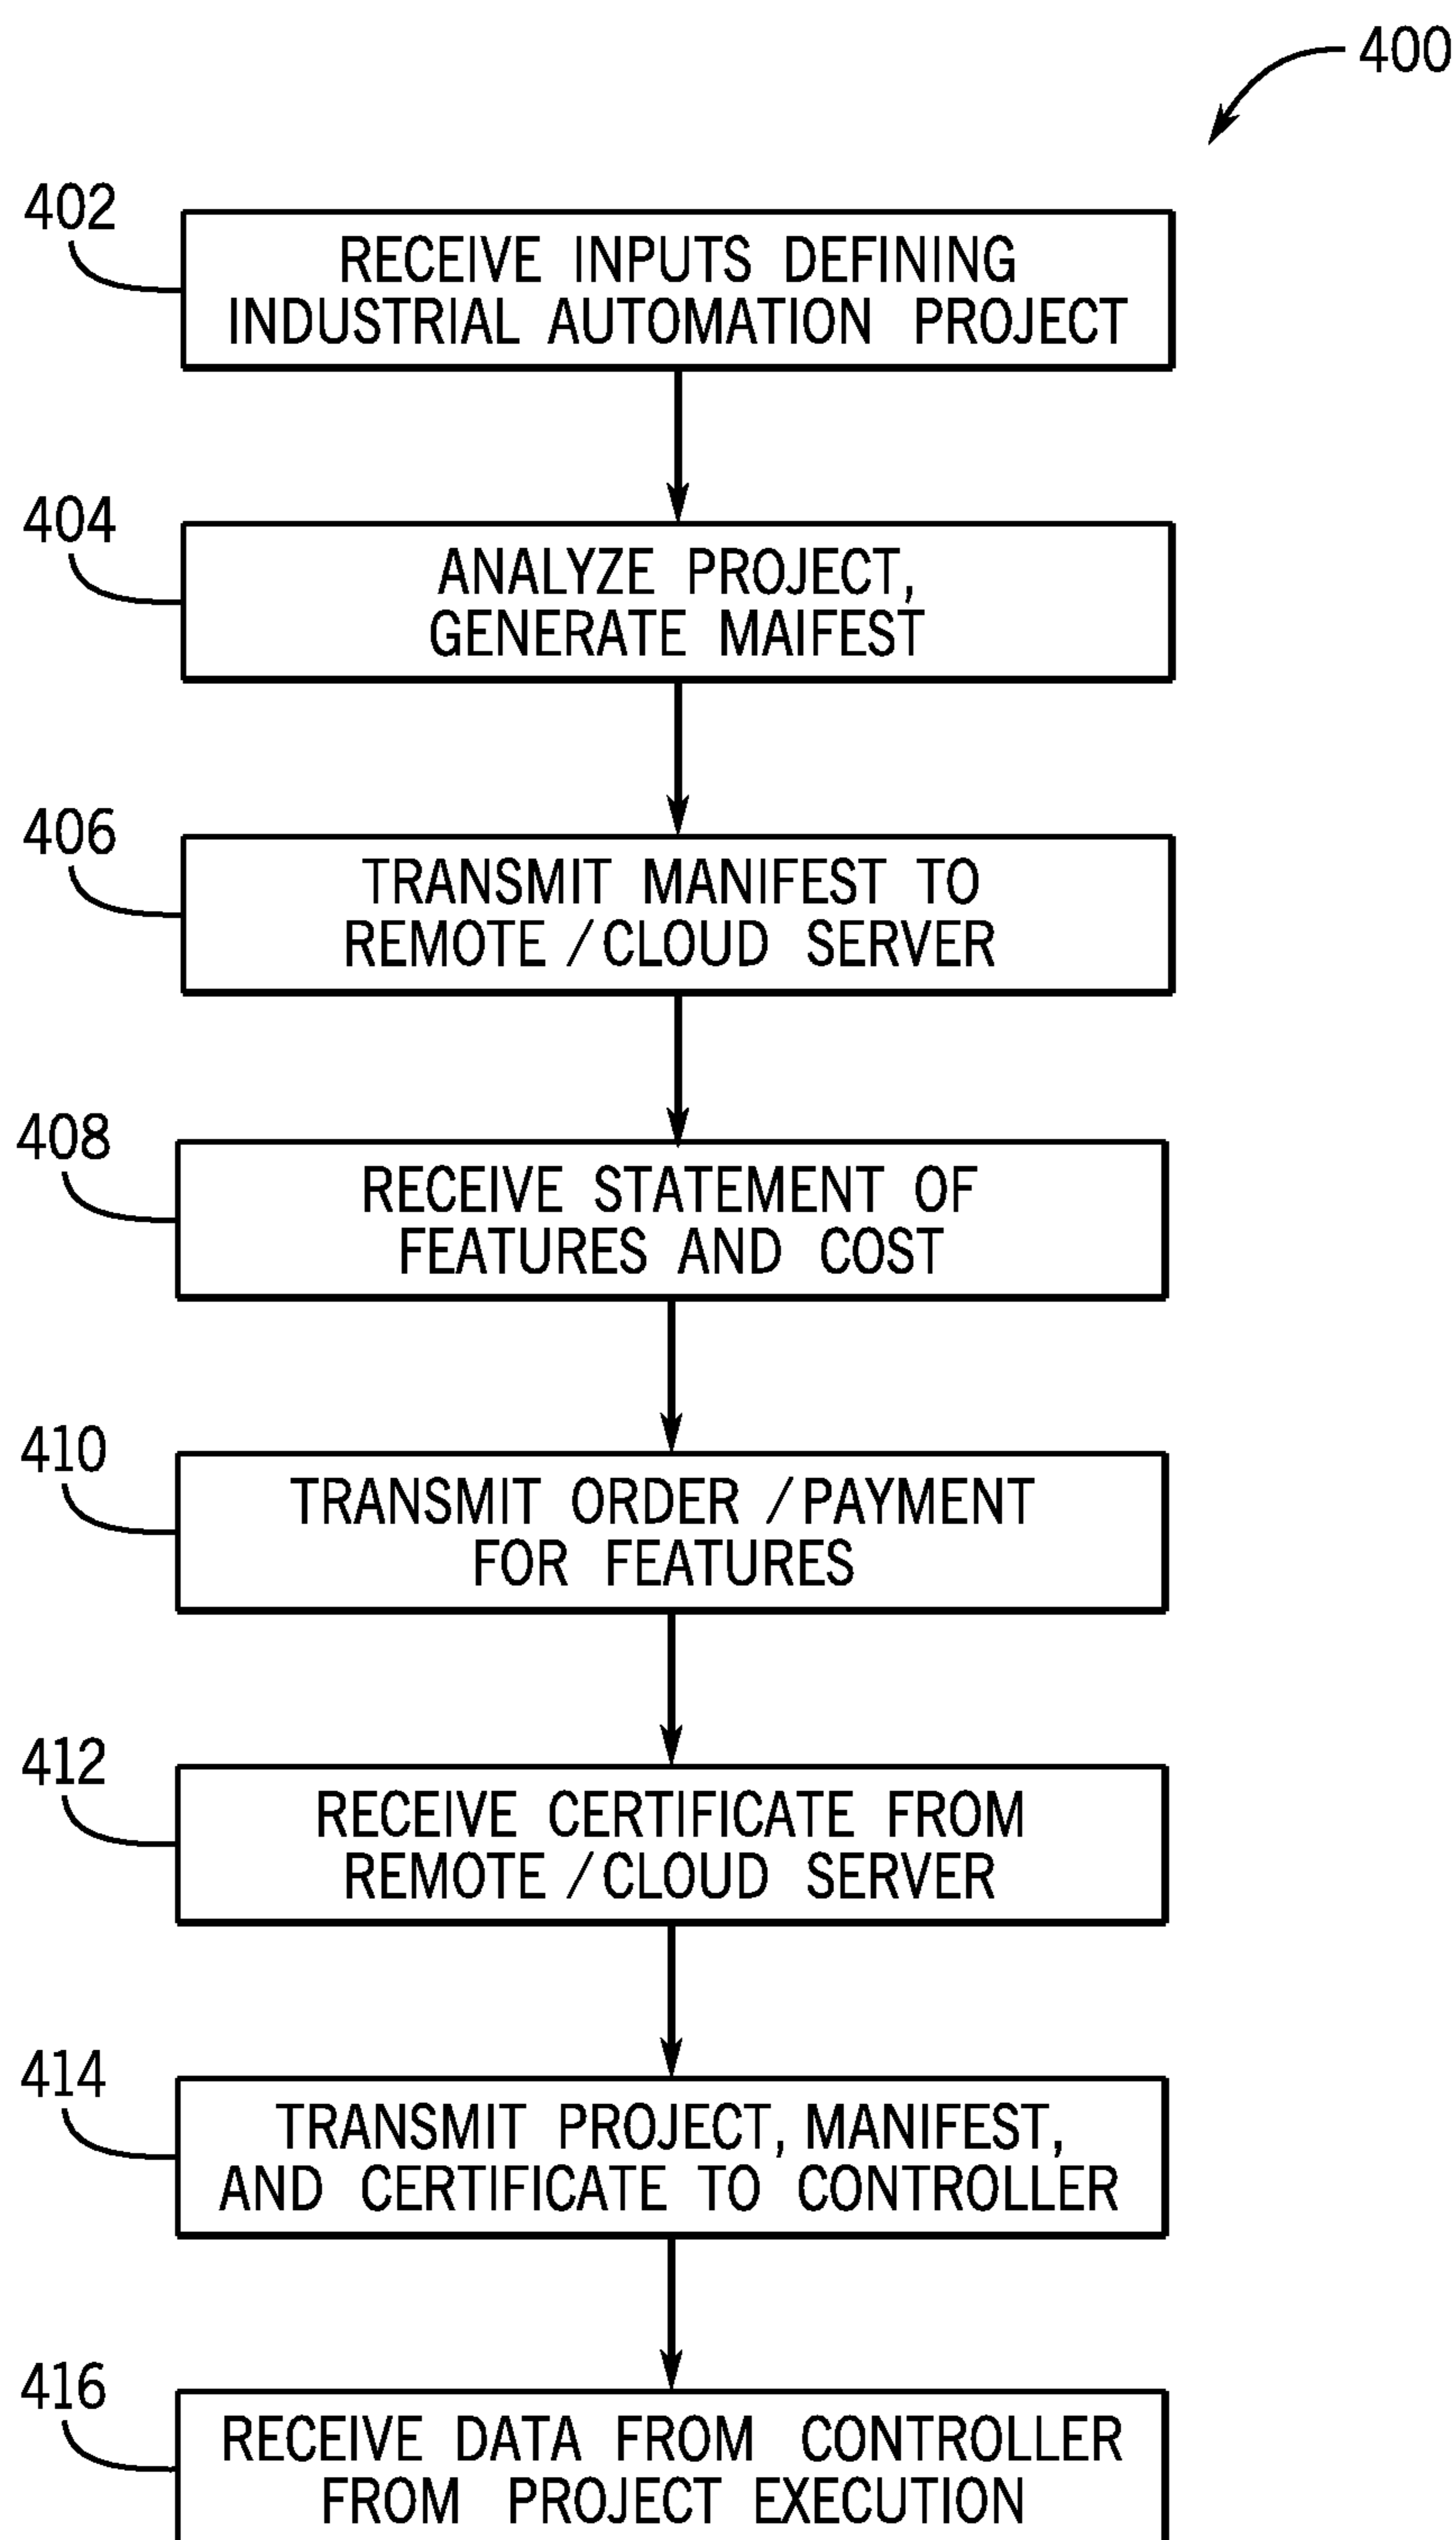 400
402
RECEIVE INPUTS DEFINING
INDUSTRIAL AUTOMATION PROJECT
404
ANALYZE PROJECT,
GENERATE MAIFEST
406
TRANSMIT MANIFEST TO
REMOTE/CLOUD SERVER
408
RECEIVE STATEMENT OF
FEATURES AND COST
410
TRANSMIT ORDER/PAYMENT
FOR FEATURES
412
RECEIVE CERTIFICATE FROM
REMOTE/CLOUD SERVER
414
TRANSMIT PROJECT, MANIFEST,
AND CERTIFICATE TO CONTROLLER
416
RECEIVE DATA FROM CONTROLLER
FROM PROJECT EXECUTION